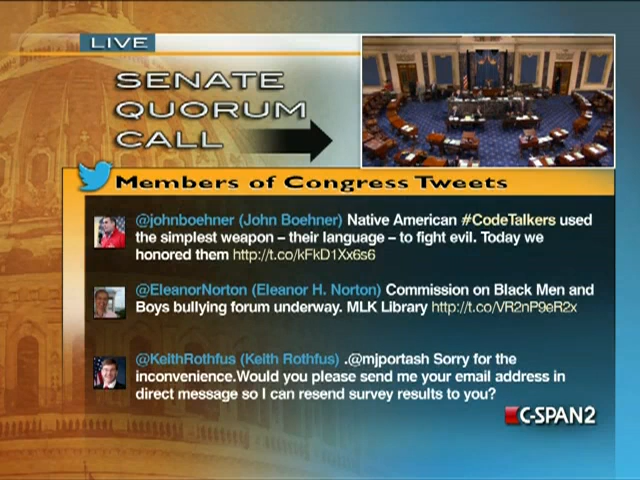 LIVE
SENATE
QUORUM
CALL
Members of Congress Tweets
@johnboehner (John Boehner) Native American #CodeTalkers used
the simplest weapon – their language – to fight evil. Today we
honored them http://t.co/kFkD1Xx6s6
@EleanorNorton (Eleanor H. Norton) Commission on Black Men and
Boys bullying forum underway. MLK Library http://t.co/VR2nP9eR2x
@KeithRothfus (Keith Rothfus) .@mjportash Sorry for the
inconvenience.Would you please send me your email address in
direct message so I can resend survey results to you?
C-SPAN2